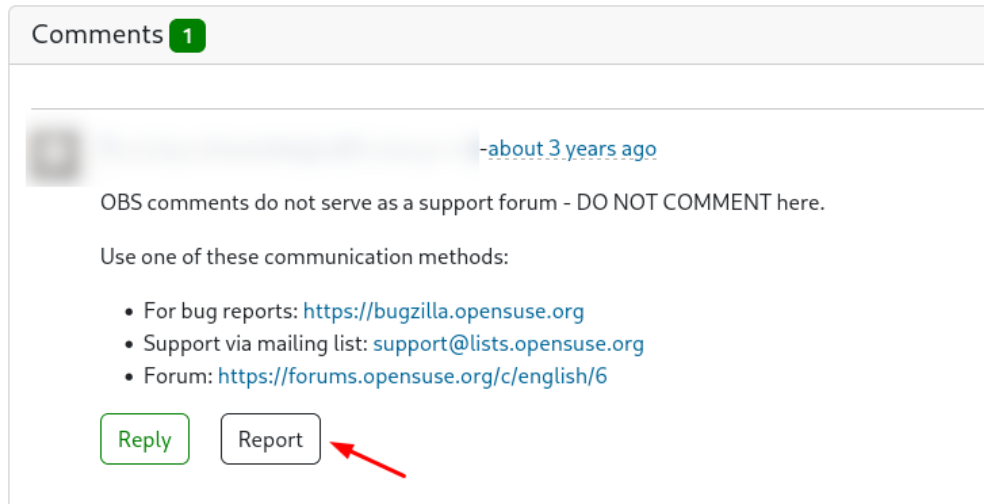 Comments 1
-about 3 years ago
OBS comments do not serve as a support forum - DO NOT COMMENT here.
Use one of these communication methods:
• For bug reports: https://bugzilla.opensuse.org
• Support via mailing list: support@lists.opensuse.org
• Forum: https://forums.opensuse.org/c/english/6
Reply Report